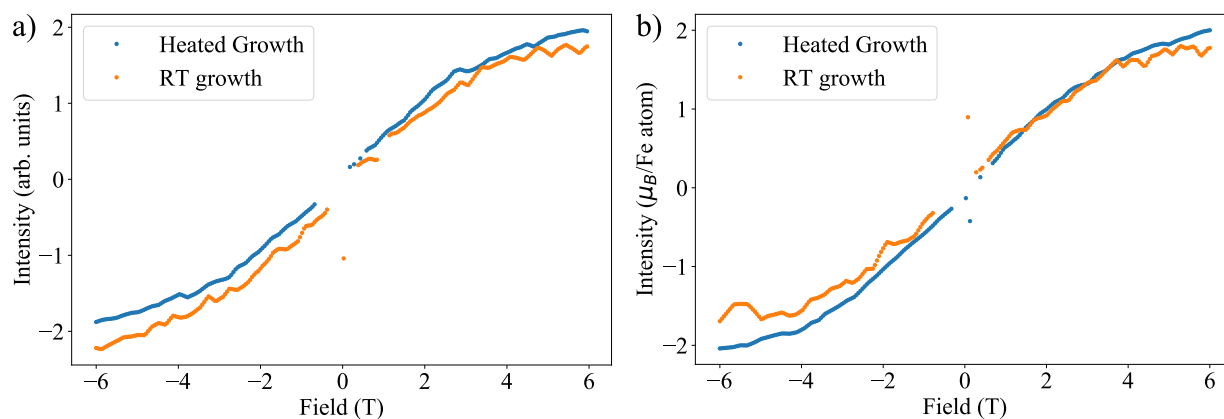 a)
Heated Growth
RT growth
Intensity (arb. units)
2
1
0
−1
−2
−6
−4
−2
0
2
4
6
Field (T)
b)
Heated Growth
RT growth
Intensity (μ_B/Fe atom)
2
1
0
−1
−2
−6
−4
−2
0
2
4
6
Field (T)